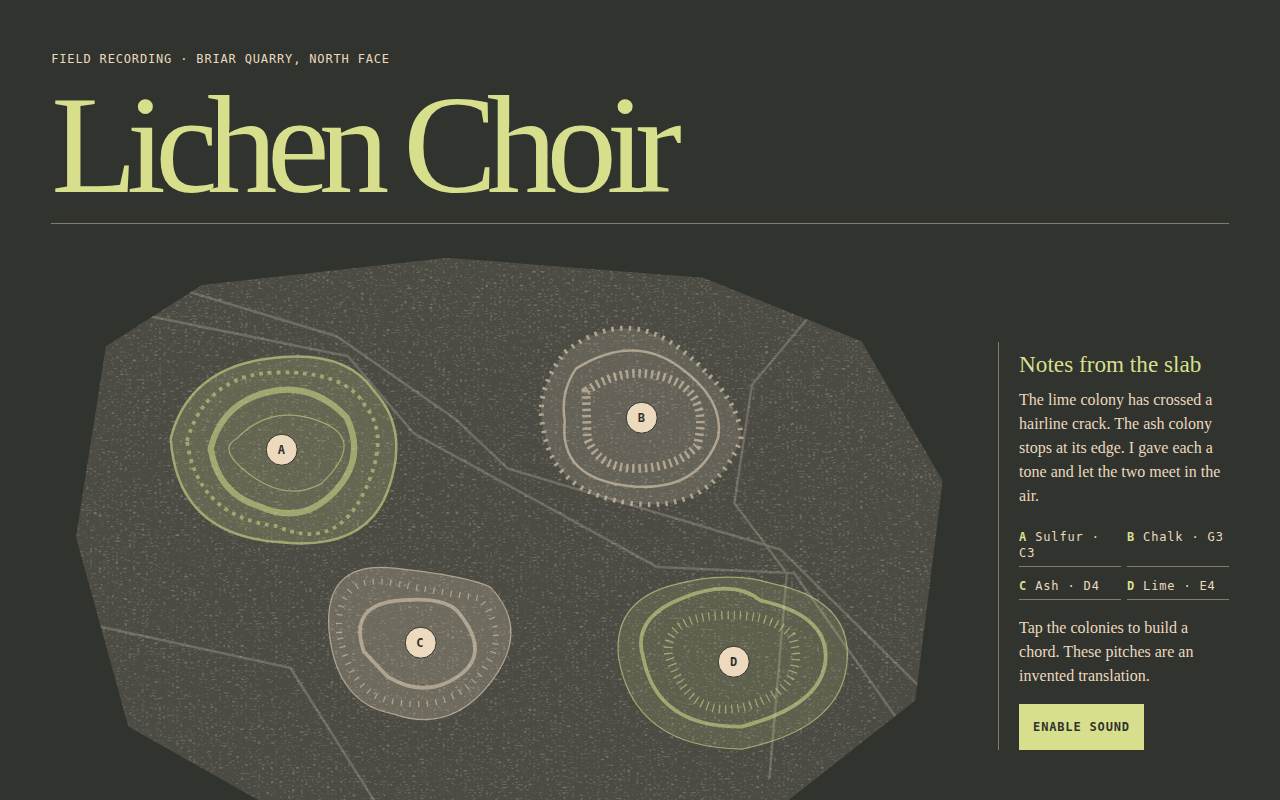 FIELD RECORDING · BRIAR QUARRY, NORTH FACE
Lichen Choir
A
B
C
D
Notes from the slab
The lime colony has crossed a
hairline crack. The ash colony
stops at its edge. I gave each a
tone and let the two meet in the
air.
A Sulfur · C3
B Chalk · G3
C Ash · D4
D Lime · E4
Tap the colonies to build a
chord. These pitches are an
invented translation.
ENABLE SOUND